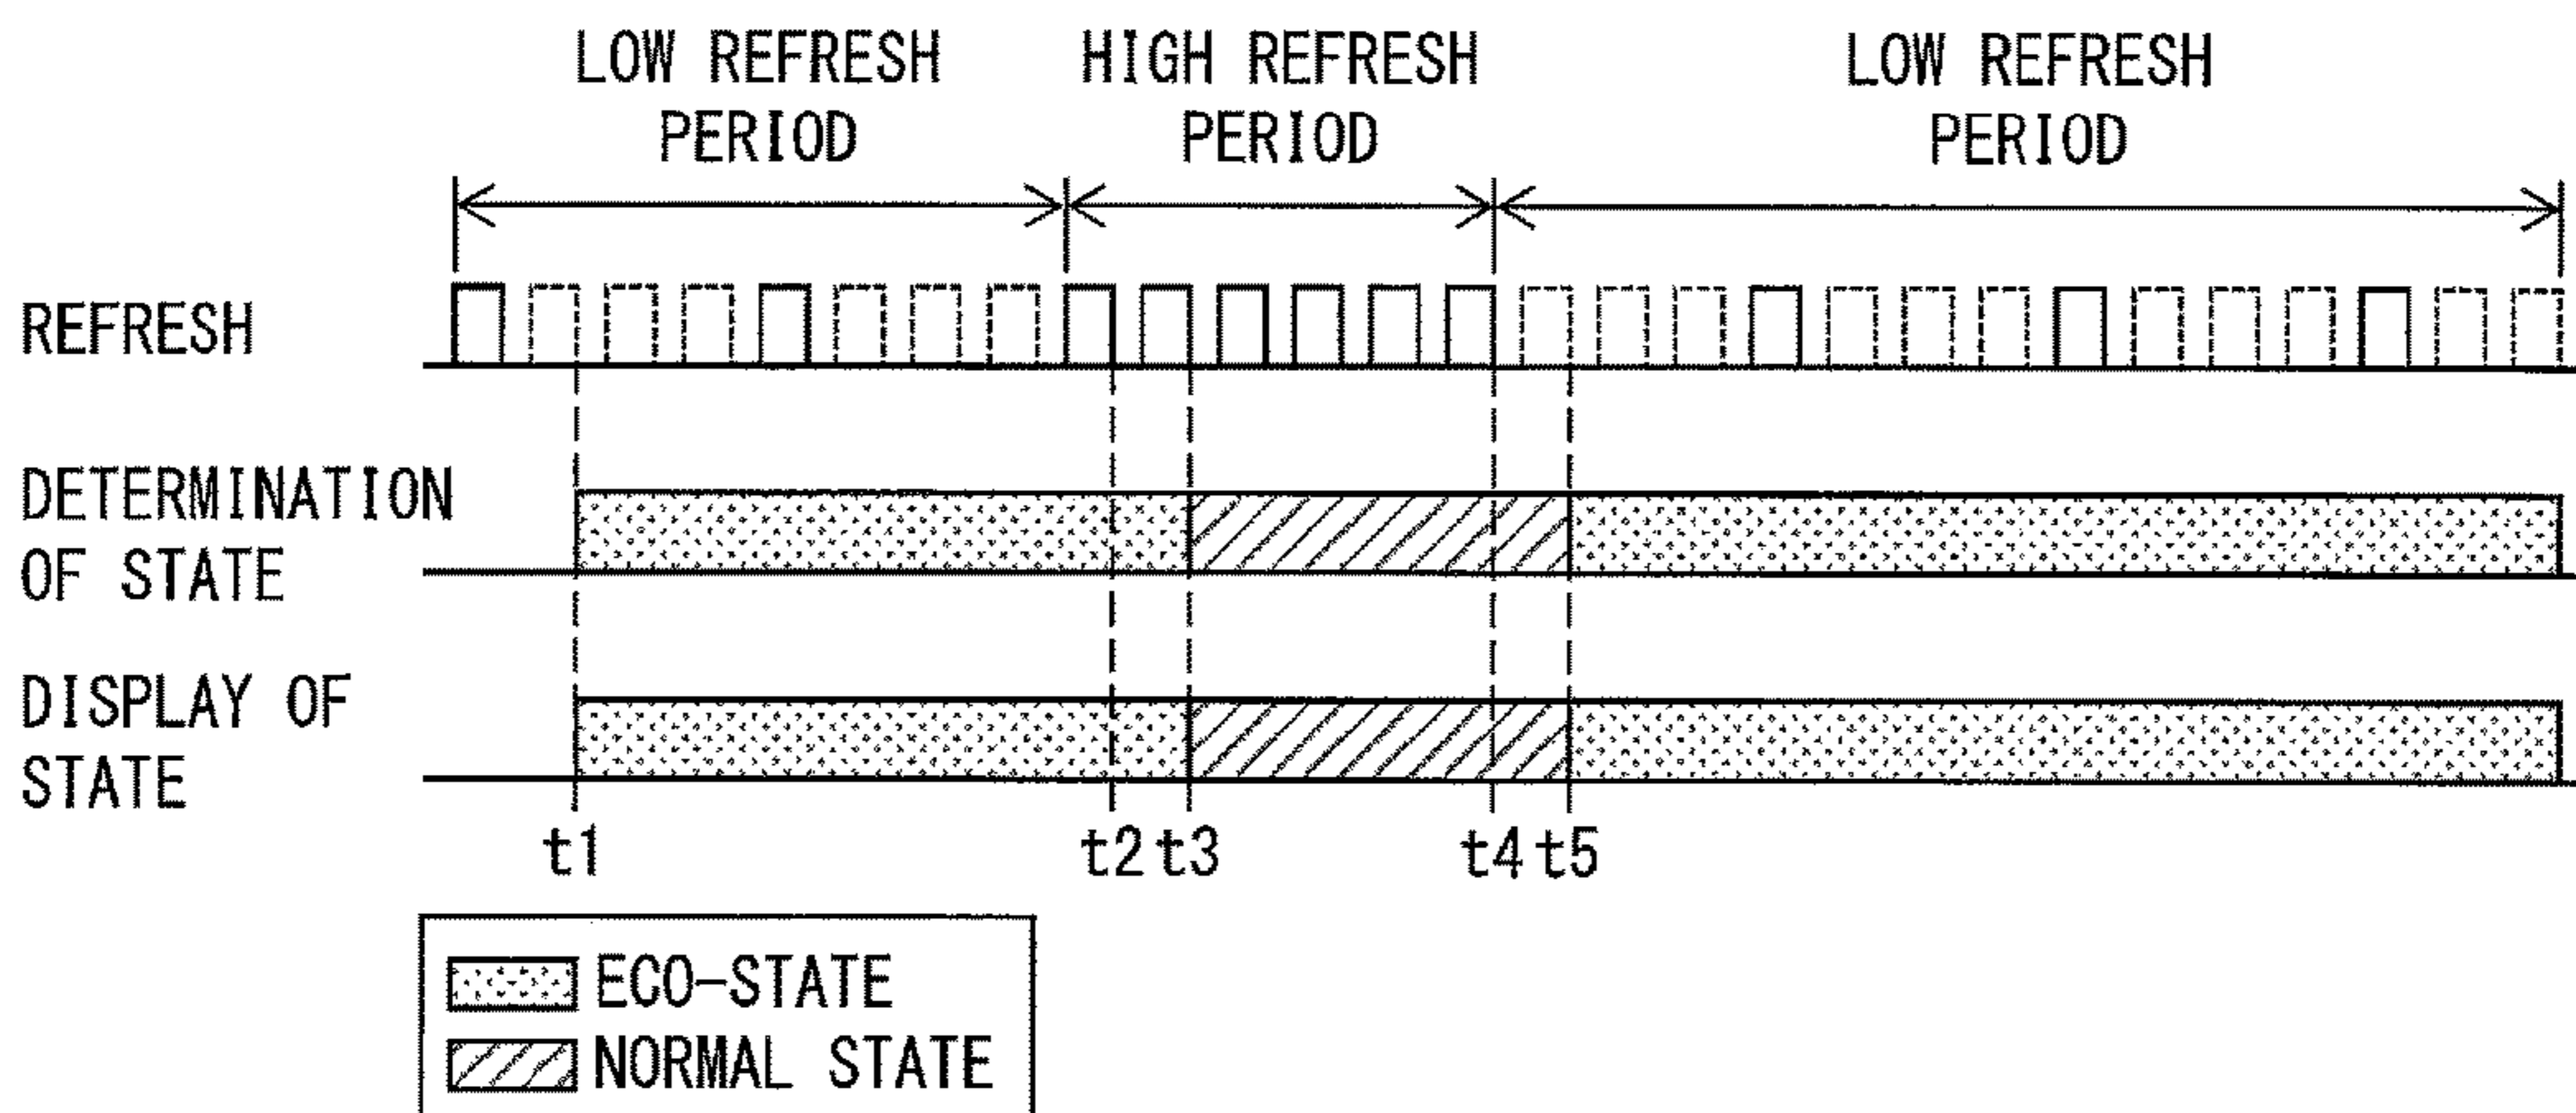 LOW REFRESH
PERIOD
HIGH REFRESH
PERIOD
LOW REFRESH
PERIOD
REFRESH
DETERMINATION
OF STATE
DISPLAY OF
STATE
t1
t2
t3
t4
t5
ECO-STATE
NORMAL STATE